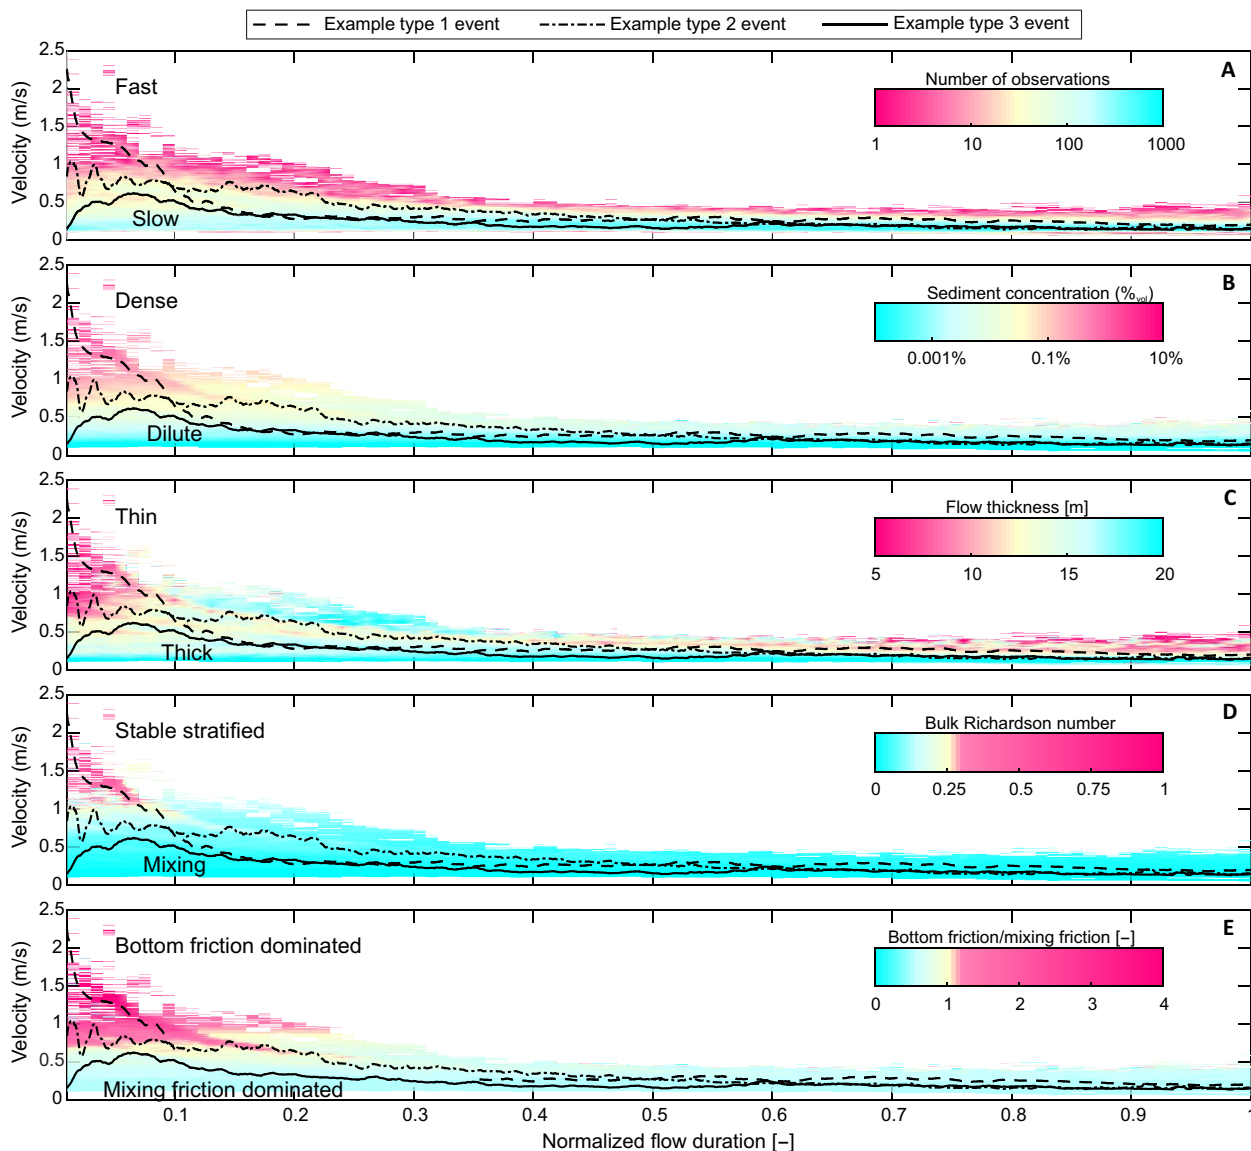 Example type 1 event Example type 2 event Example type 3 event
A
Velocity (m/s)
2.5
2
1.5
1
0.5
0
Fast
Slow
Number of observations
1 10 100 1000
B
Velocity (m/s)
2.5
2
1.5
1
0.5
0
Dense
Dilute
Sediment concentration (%vol)
0.001% 0.1% 10%
C
Velocity (m/s)
2.5
2
1.5
1
0.5
0
Thin
Thick
Flow thickness [m]
5 10 15 20
D
Velocity (m/s)
2.5
2
1.5
1
0.5
0
Stable stratified
Mixing
Bulk Richardson number
0 0.25 0.5 0.75 1
E
Velocity (m/s)
2.5
2
1.5
1
0.5
0
Bottom friction dominated
Mixing friction dominated
Bottom friction/mixing friction [–]
0 1 2 3 4
0.1 0.2 0.3 0.4 0.5 0.6 0.7 0.8 0.9 1
Normalized flow duration [–]